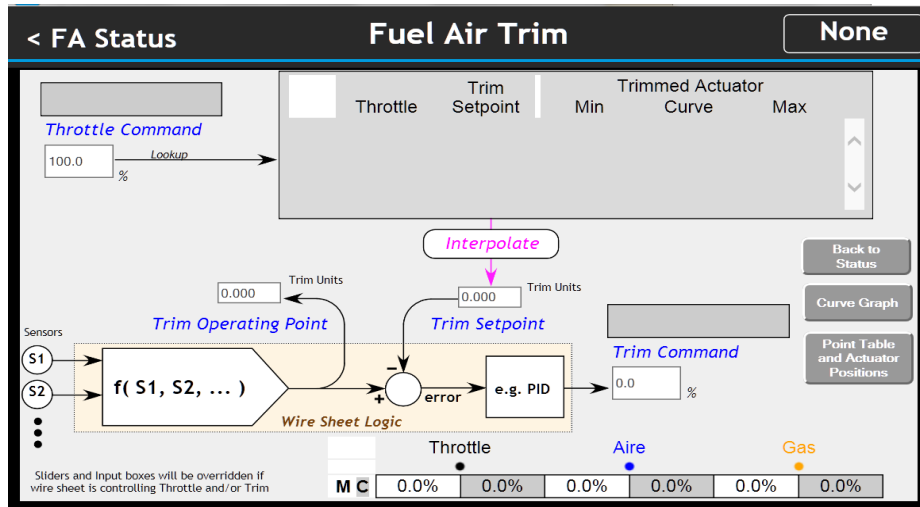 < FA Status
Fuel Air Trim
None
Throttle Command
100.0
%
Lookup
Throttle
Trim
Setpoint
Trimmed Actuator
Min
Curve
Max
Interpolate
Back to
Status
Curve Graph
Point Table
and Actuator
Positions
0.000
Trim Units
Trim Operating Point
0.000
Trim Units
Trim Setpoint
Sensors
S1
S2
f( S1, S2, ... )
−
+
error
e.g. PID
Wire Sheet Logic
Trim Command
0.0
%
Sliders and Input boxes will be overridden if
wire sheet is controlling Throttle and/or Trim
Throttle
Aire
Gas
M C 0.0% 0.0% 0.0% 0.0% 0.0% 0.0%